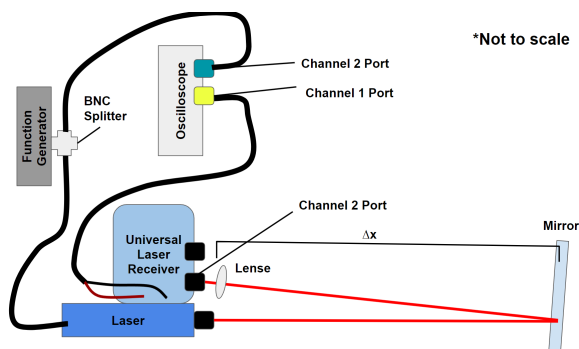 *Not to scale
Channel 2 Port
Channel 1 Port
BNC
Splitter
Function
Generator
Oscilloscope
Channel 2 Port
Universal
Laser
Receiver
Δx
Mirror
Lense
Laser